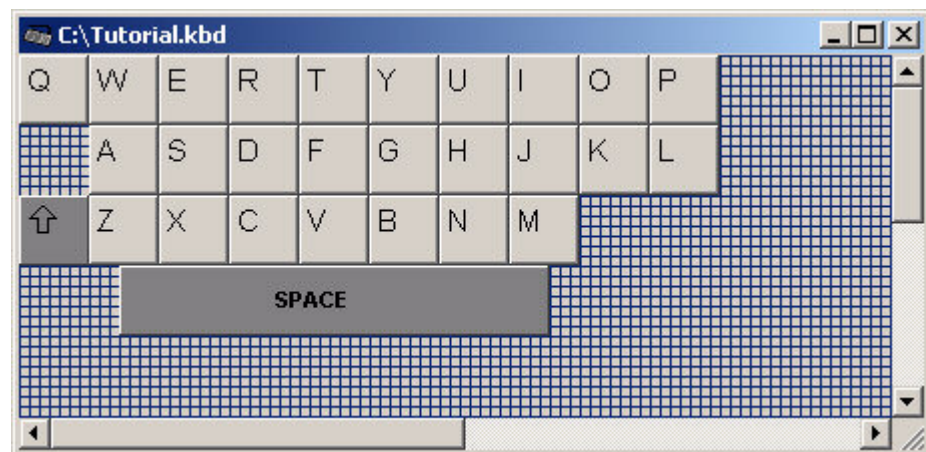 C:\Tutorial.kbd
Q W E R T Y U I O P
A S D F G H J K L
Z X C V B N M
SPACE